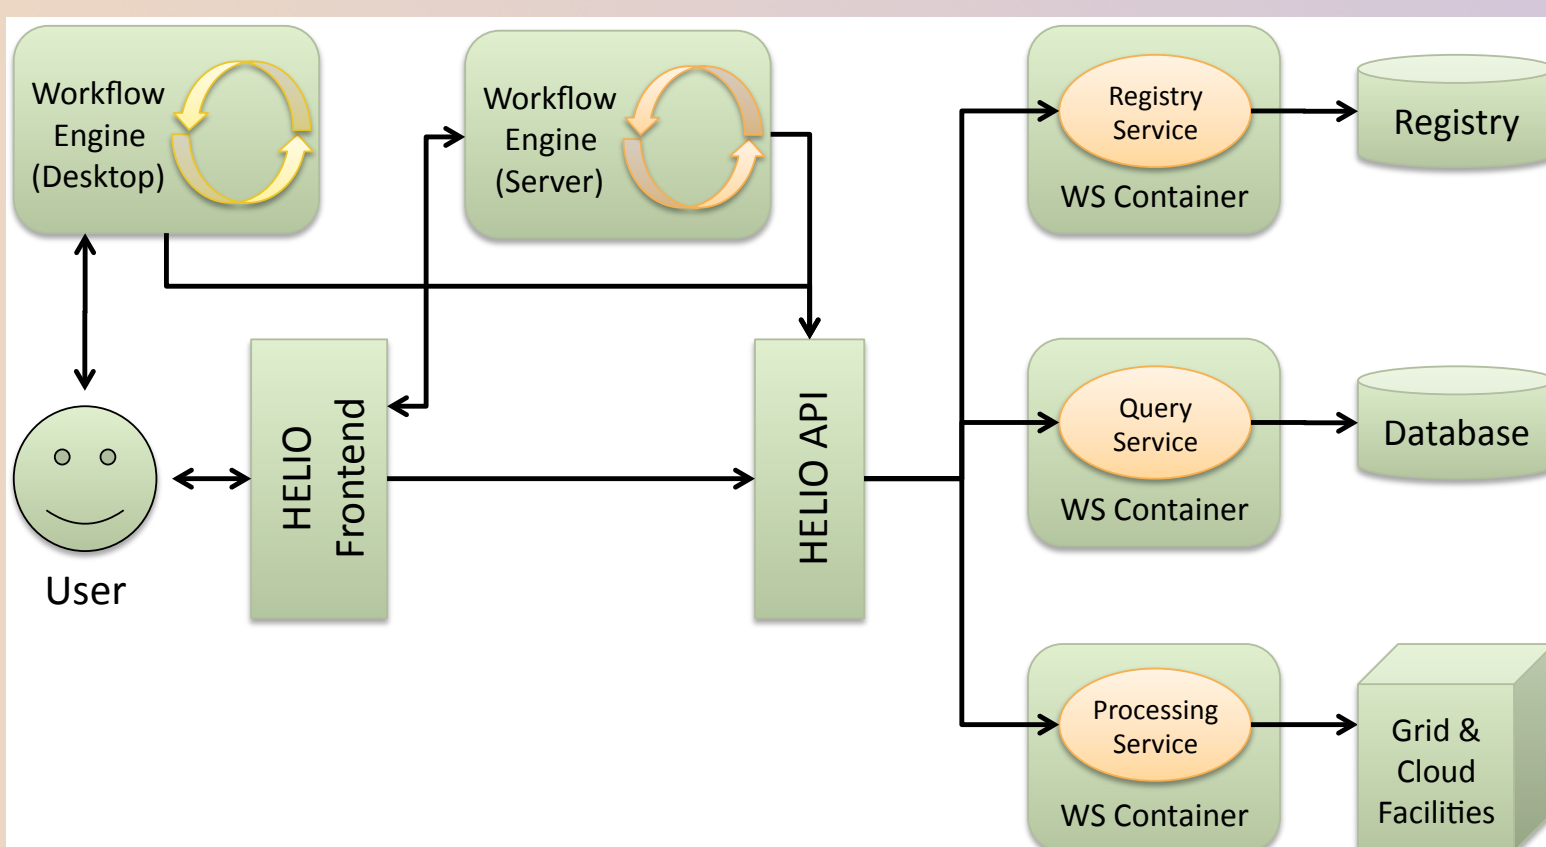 Workflow
Engine
(Desktop)
Workflow
Engine
(Server)
Registry
Service
WS Container
Registry
User
HELIO
Frontend
HELIO API
Query
Service
WS Container
Database
Processing
Service
WS Container
Grid &
Cloud
Facilities